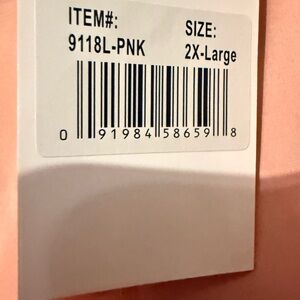 ITEM#: SIZE:
9118L-PNK 2X-Large
0 91984 58659 8